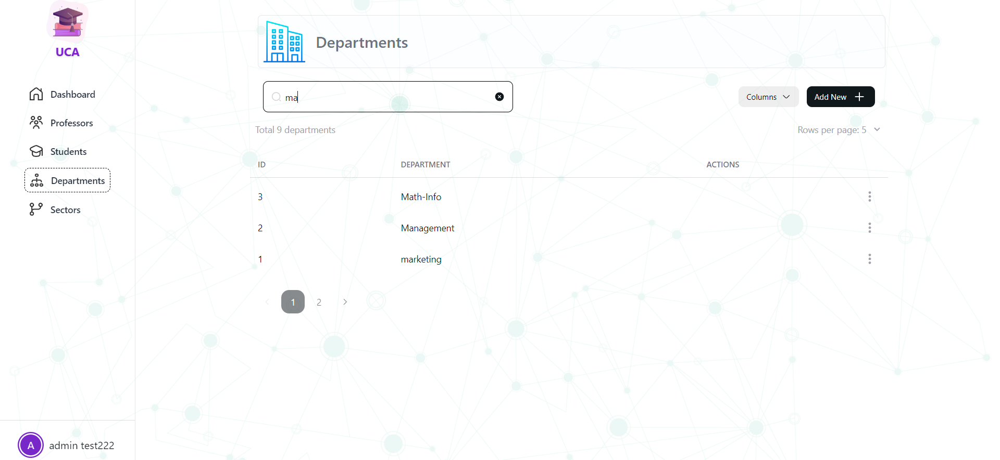 UCA
Dashboard
Professors
Students
Departments
Sectors
A admin test222
Departments
ma
Columns
Add New
Total 9 departments
Rows per page: 5
ID DEPARTMENT ACTIONS
3 Math-Info
2 Management
1 marketing
1 2